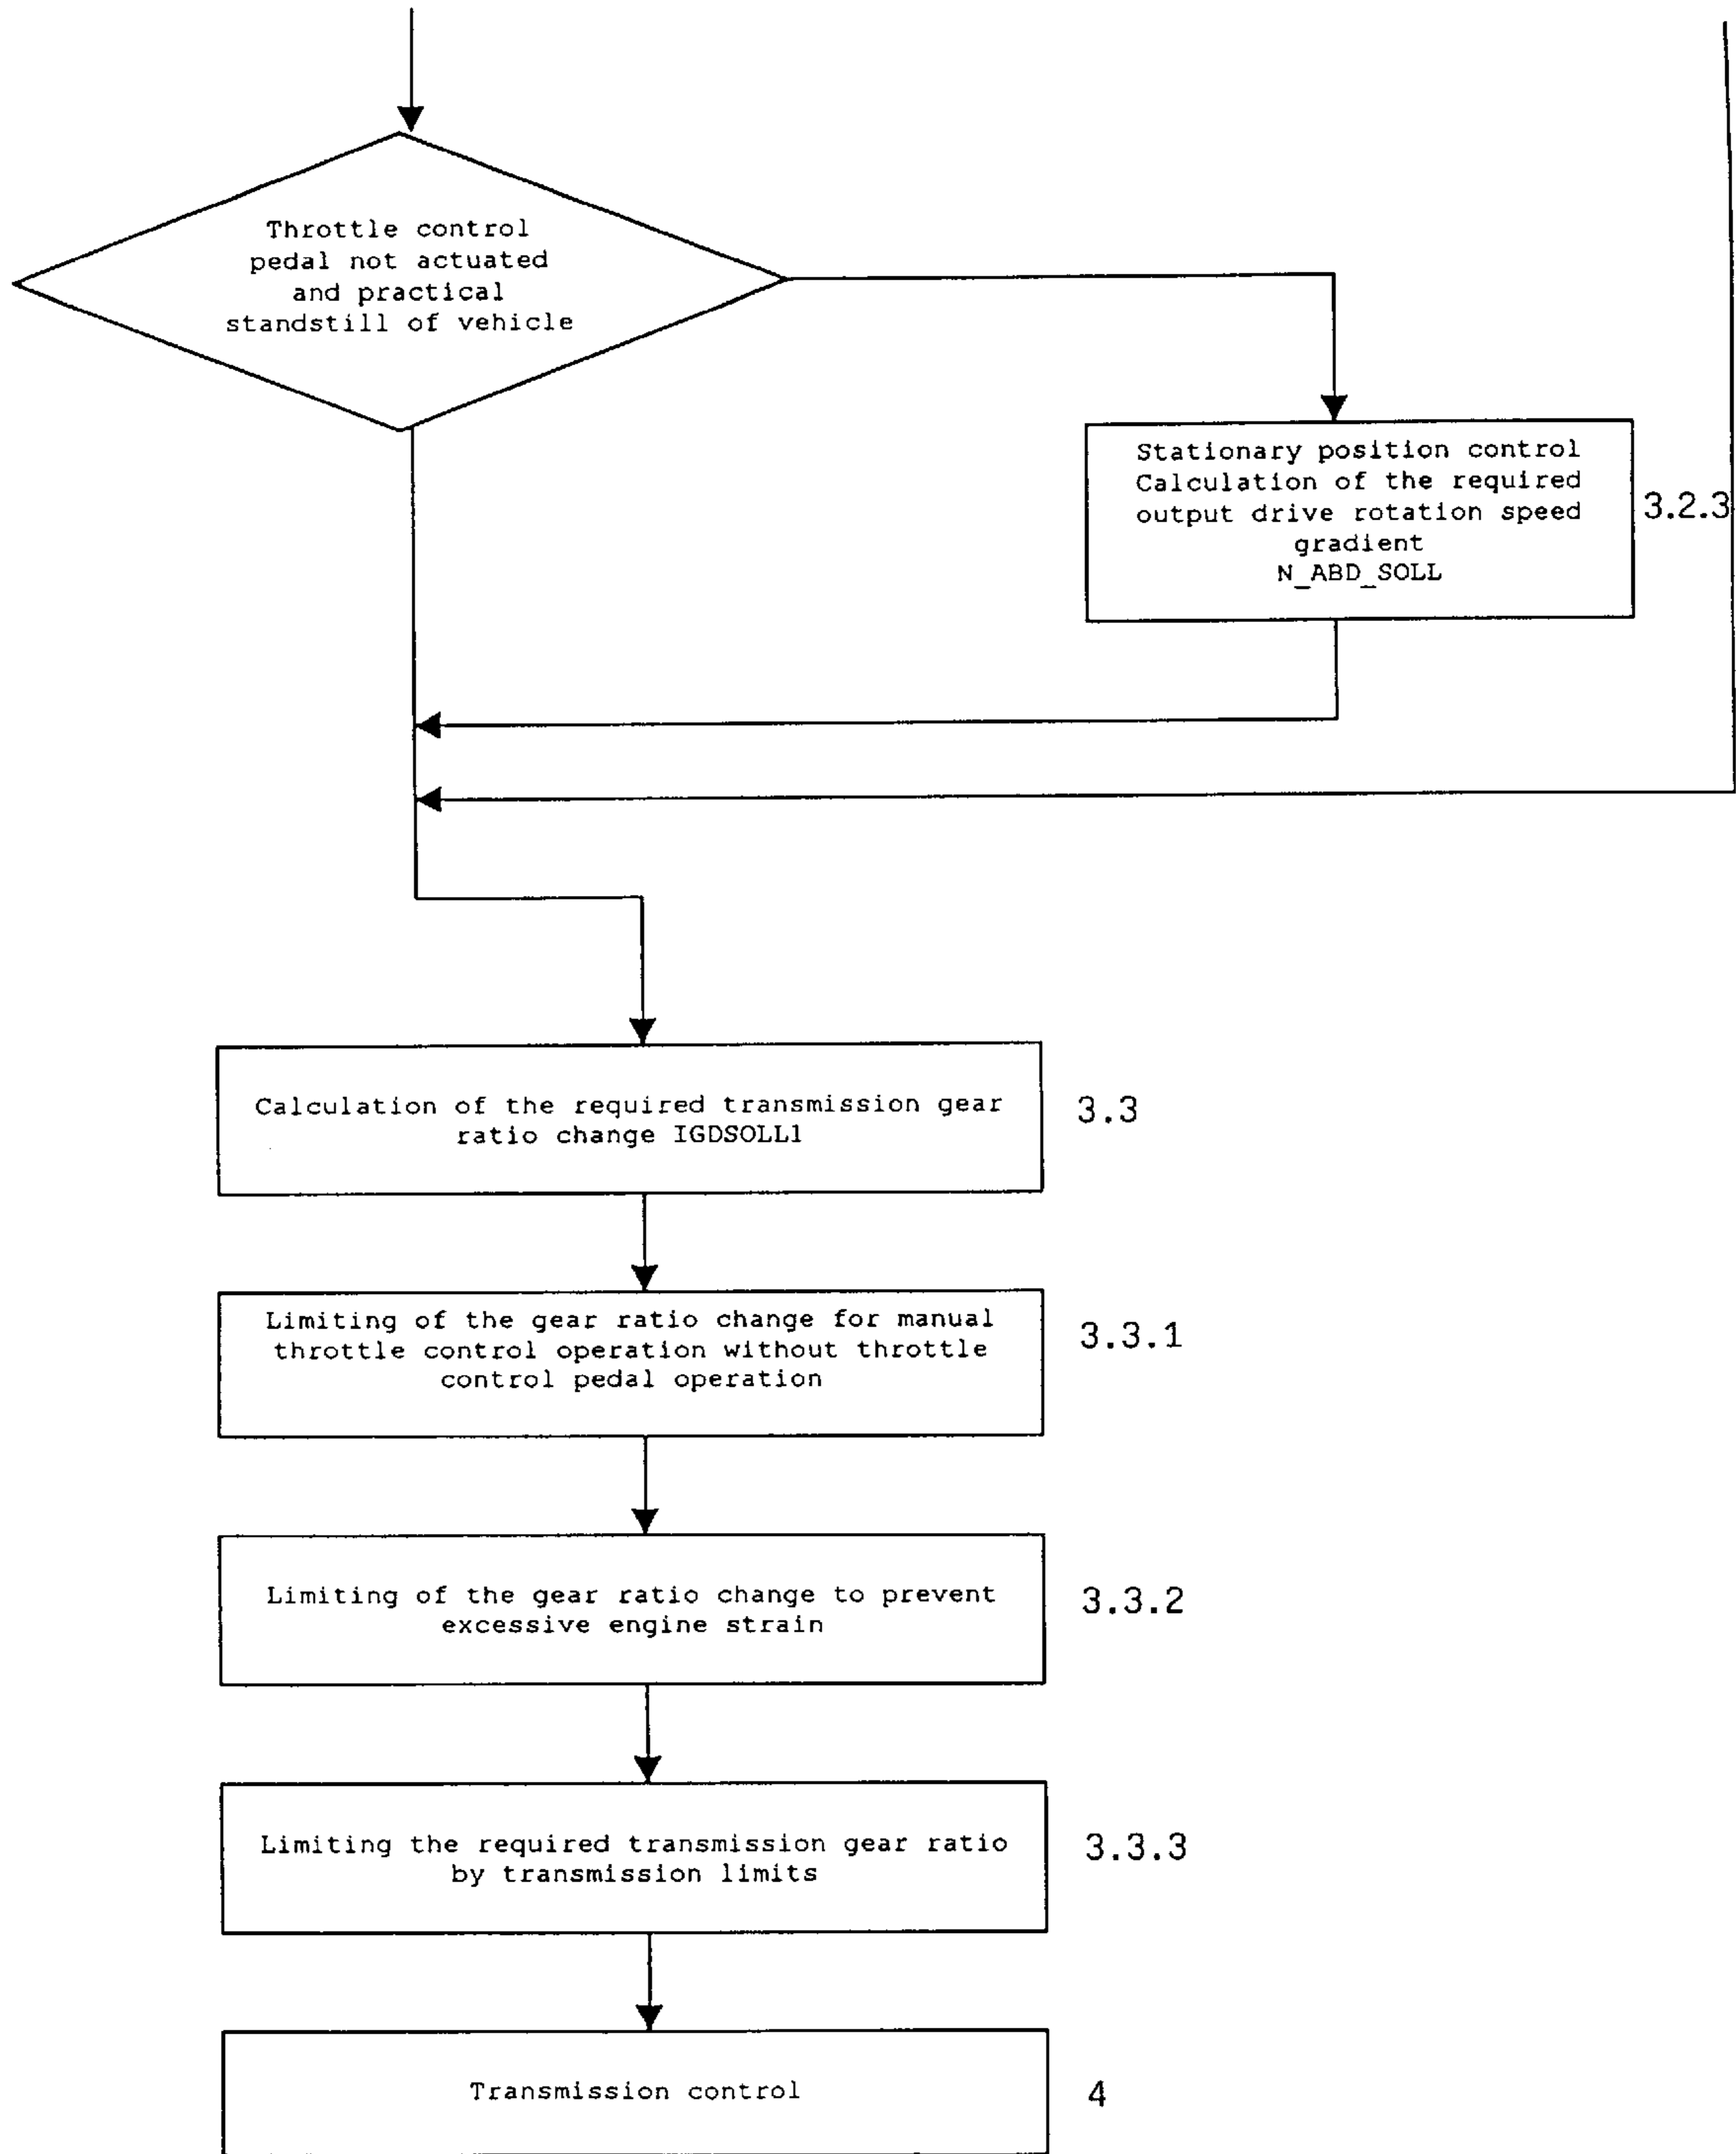 Throttle control
pedal not actuated
and practical
standstill of vehicle
Stationary position control
Calculation of the required
output drive rotation speed
gradient
N_ABD_SOLL
3.2.3
Calculation of the required transmission gear
ratio change IGDSOLL1
3.3
Limiting of the gear ratio change for manual
throttle control operation without throttle
control pedal operation
3.3.1
Limiting of the gear ratio change to prevent
excessive engine strain
3.3.2
Limiting the required transmission gear ratio
by transmission limits
3.3.3
Transmission control
4